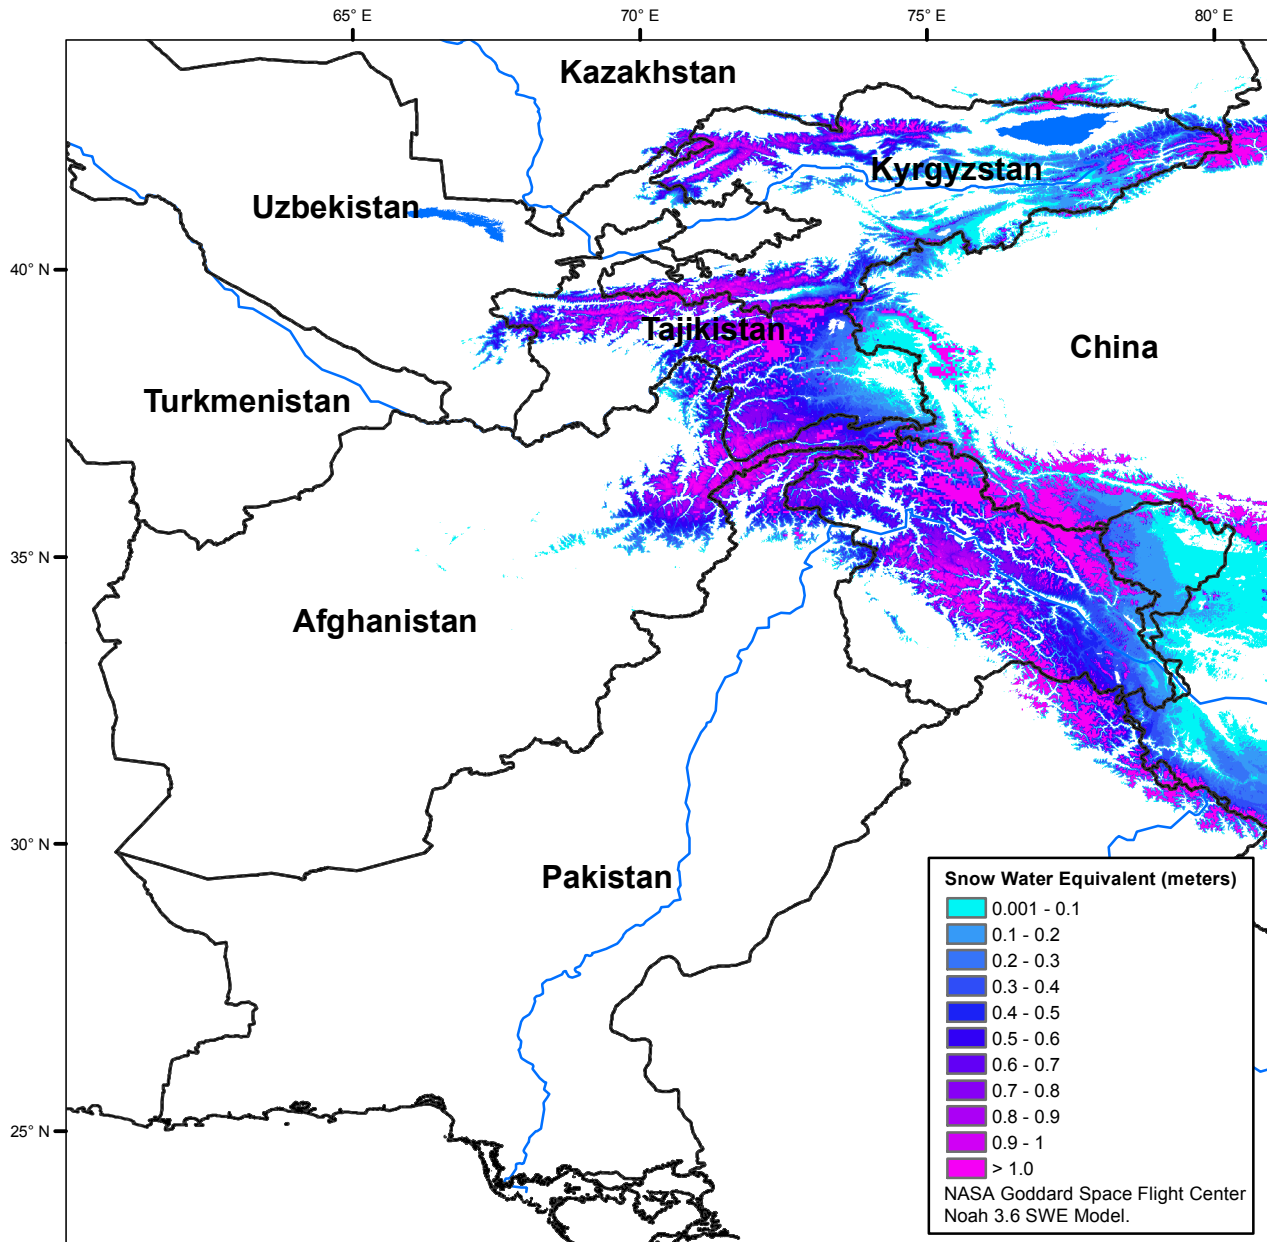 65° E 70° E 75° E 80° E
Kazakhstan
Kyrgyzstan
Uzbekistan
40° N
Tajikistan
China
Turkmenistan
35° N
Afghanistan
30° N
Pakistan
25° N
Snow Water Equivalent (meters)
0.001 - 0.1
0.1 - 0.2
0.2 - 0.3
0.3 - 0.4
0.4 - 0.5
0.5 - 0.6
0.6 - 0.7
0.7 - 0.8
0.8 - 0.9
0.9 - 1
> 1.0
NASA Goddard Space Flight Center
Noah 3.6 SWE Model.